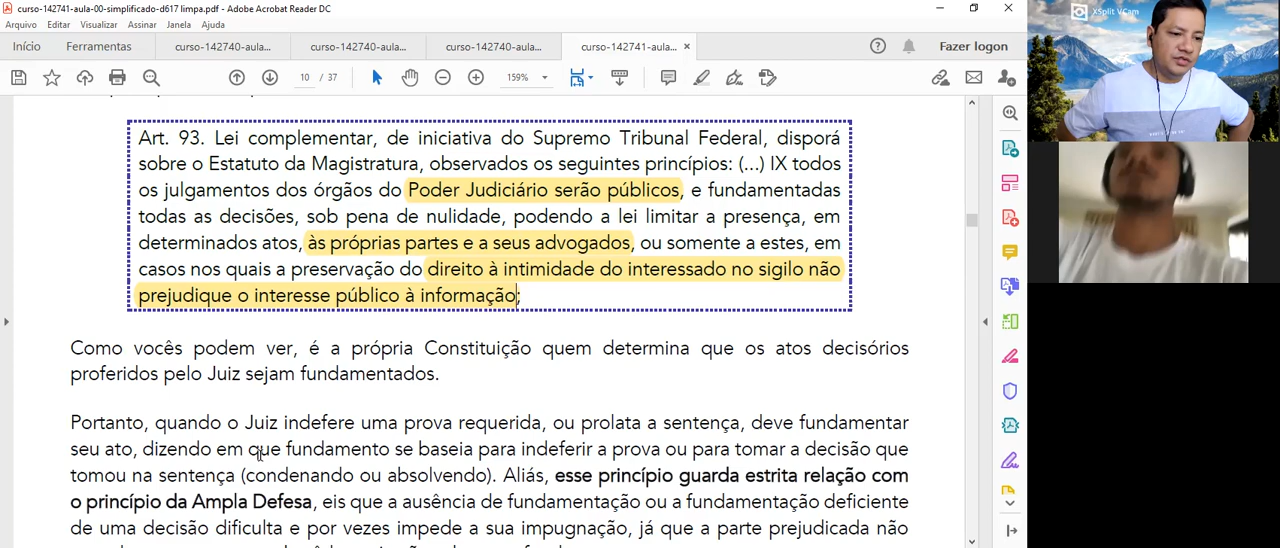 curso-142741-aula-00-simplificado-d617 limpa.pdf - Adobe Acrobat Reader DC
Arquivo Editar Visualizar Assinar Janela Ajuda
Início Ferramentas curso-142740-aula... curso-142740-aula... curso-142740-aula... curso-142741-aula... × Fazer logon
10 / 37 159%
XSplit VCam
Art. 93. Lei complementar, de iniciativa do Supremo Tribunal Federal, disporá
sobre o Estatuto da Magistratura, observados os seguintes princípios: (...) IX todos
os julgamentos dos órgãos do Poder Judiciário serão públicos, e fundamentadas
todas as decisões, sob pena de nulidade, podendo a lei limitar a presença, em
determinados atos, às próprias partes e a seus advogados, ou somente a estes, em
casos nos quais a preservação do direito à intimidade do interessado no sigilo não
prejudique o interesse público à informação;
Como vocês podem ver, é a própria Constituição quem determina que os atos decisórios
proferidos pelo Juiz sejam fundamentados.
Portanto, quando o Juiz indefere uma prova requerida, ou prolata a sentença, deve fundamentar
seu ato, dizendo em que fundamento se baseia para indeferir a prova ou para tomar a decisão que
tomou na sentença (condenando ou absolvendo). Aliás, esse princípio guarda estrita relação com
o princípio da Ampla Defesa, eis que a ausência de fundamentação ou a fundamentação deficiente
de uma decisão dificulta e por vezes impede a sua impugnação, já que a parte prejudicada não